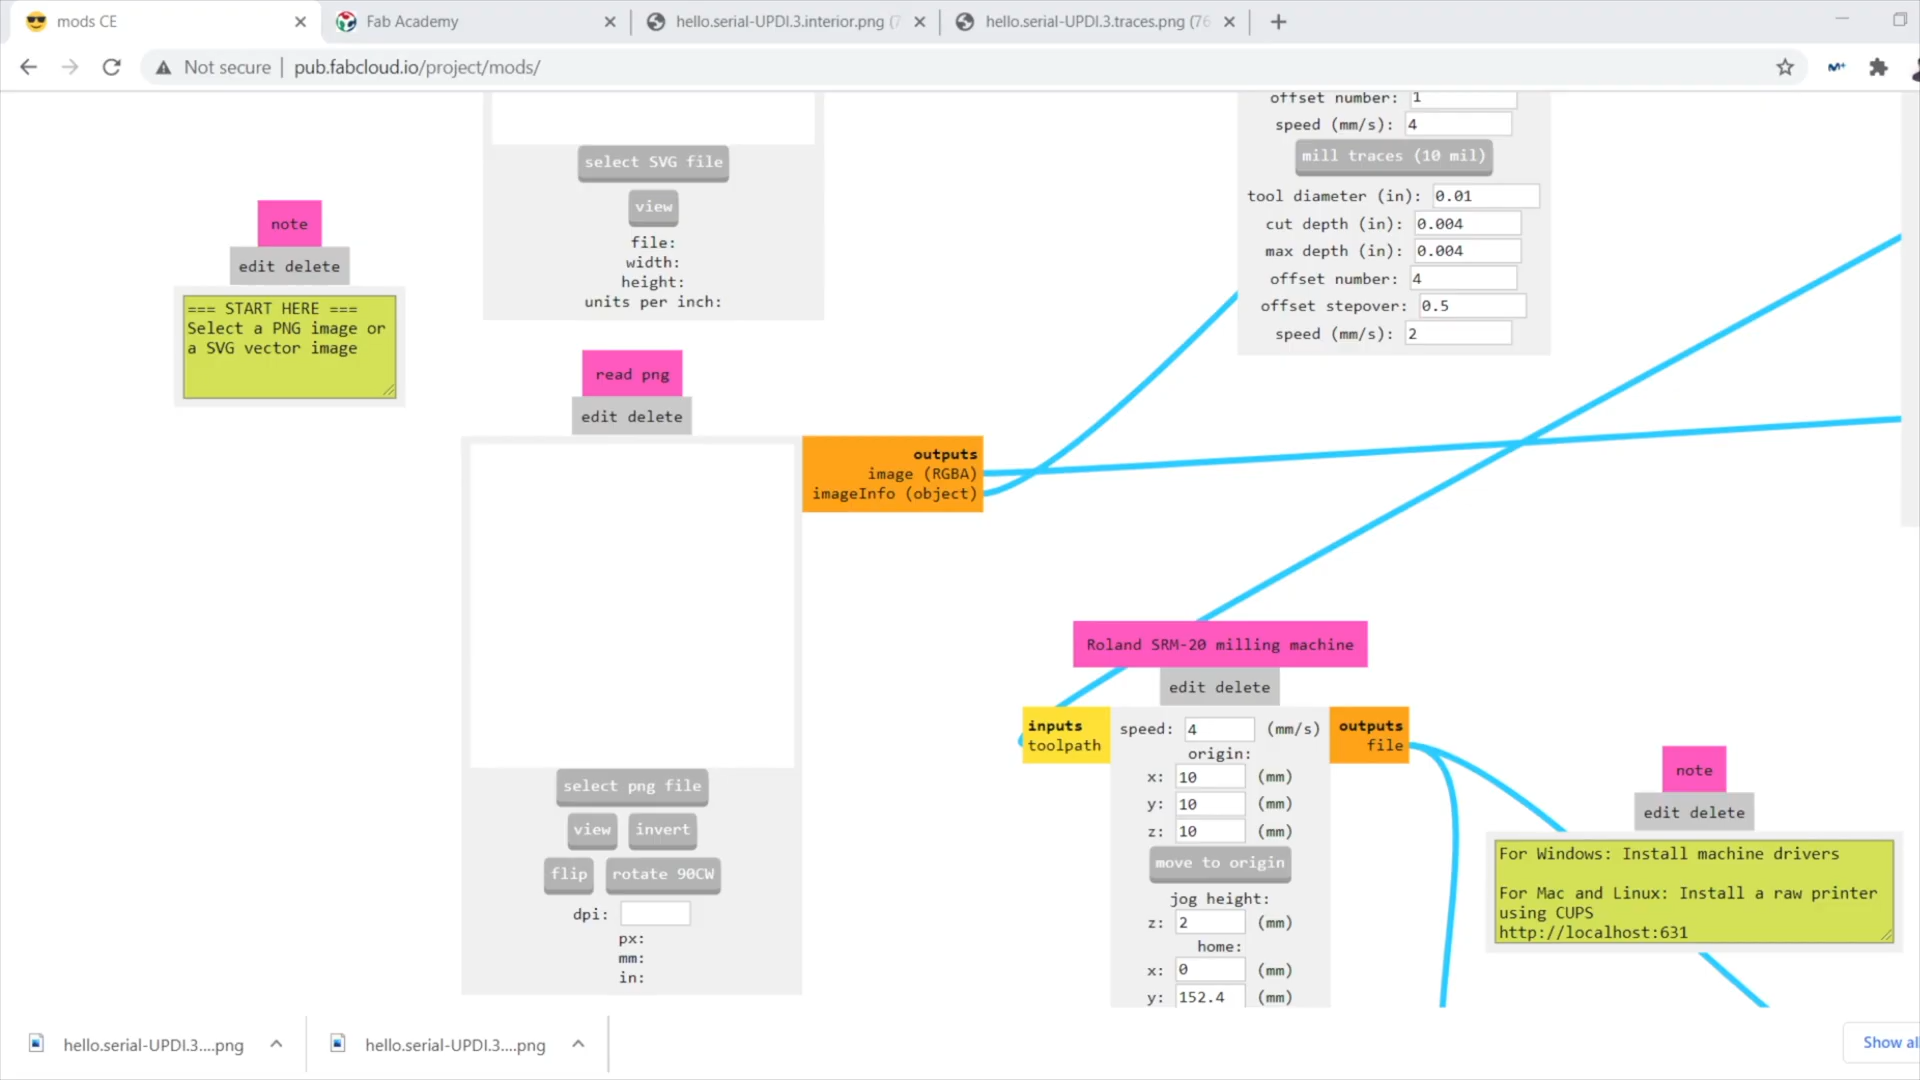 mods CE
Fab Academy
hello.serial-UPDI.3.interior.png (7
hello.serial-UPDI.3.traces.png (76
Not secure
pub.fabcloud.io/project/mods/
select SVG file
view
file:
width:
height:
units per inch:
note
edit delete
=== START HERE ===
Select a PNG image or
a SVG vector image
read png
edit delete
outputs
image (RGBA)
imageInfo (object)
select png file
view invert
flip rotate 90CW
dpi:
px:
mm:
in:
offset number: 1
speed (mm/s): 4
mill traces (10 mil)
tool diameter (in): 0.01
cut depth (in): 0.004
max depth (in): 0.004
offset number: 4
offset stepover: 0.5
speed (mm/s): 2
Roland SRM-20 milling machine
edit delete
inputs
toolpath
speed: 4 (mm/s)
origin:
x: 10 (mm)
y: 10 (mm)
z: 10 (mm)
move to origin
jog height:
z: 2 (mm)
home:
x: 0 (mm)
y: 152.4 (mm)
outputs
file
note
edit delete
For Windows: Install machine drivers
For Mac and Linux: Install a raw printer
using CUPS
http://localhost:631
hello.serial-UPDI.3....png
hello.serial-UPDI.3....png
Show al